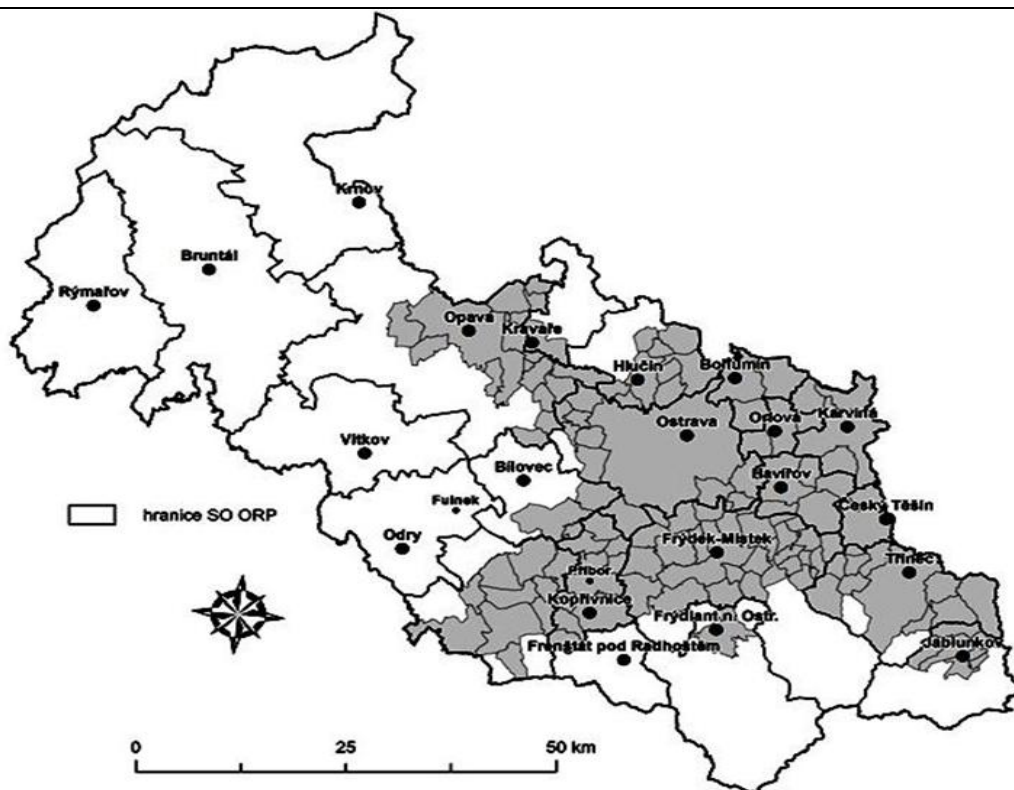 Krnov
Bruntál
Rýmařov
Opava
Kravaře
Hlučín
Bohumín
Ostrava
Orlová
Karviná
Vítkov
Bílovec
Havířov
Fulnek
hranice SO ORP
Český Těšín
Odry
Frýdek-Místek
Třinec
Příbor
Kopřivnice
Frýdlant n. Ostr.
Frenštát pod Radhoštěm
Jablunkov
0 25 50 km